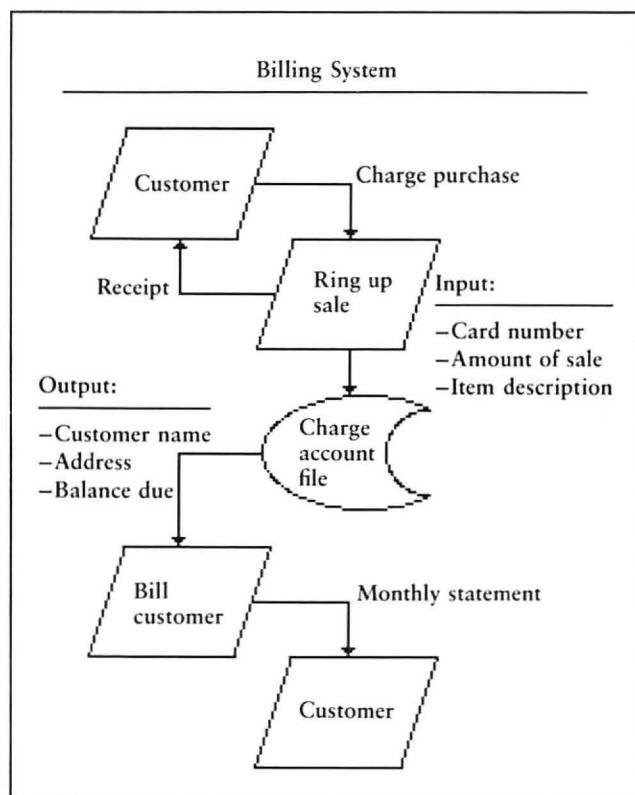 Billing System
Customer
Charge purchase
Receipt
Ring up
sale
Input:
–Card number
–Amount of sale
–Item description
Output:
–Customer name
–Address
–Balance due
Charge
account
file
Bill
customer
Monthly statement
Customer